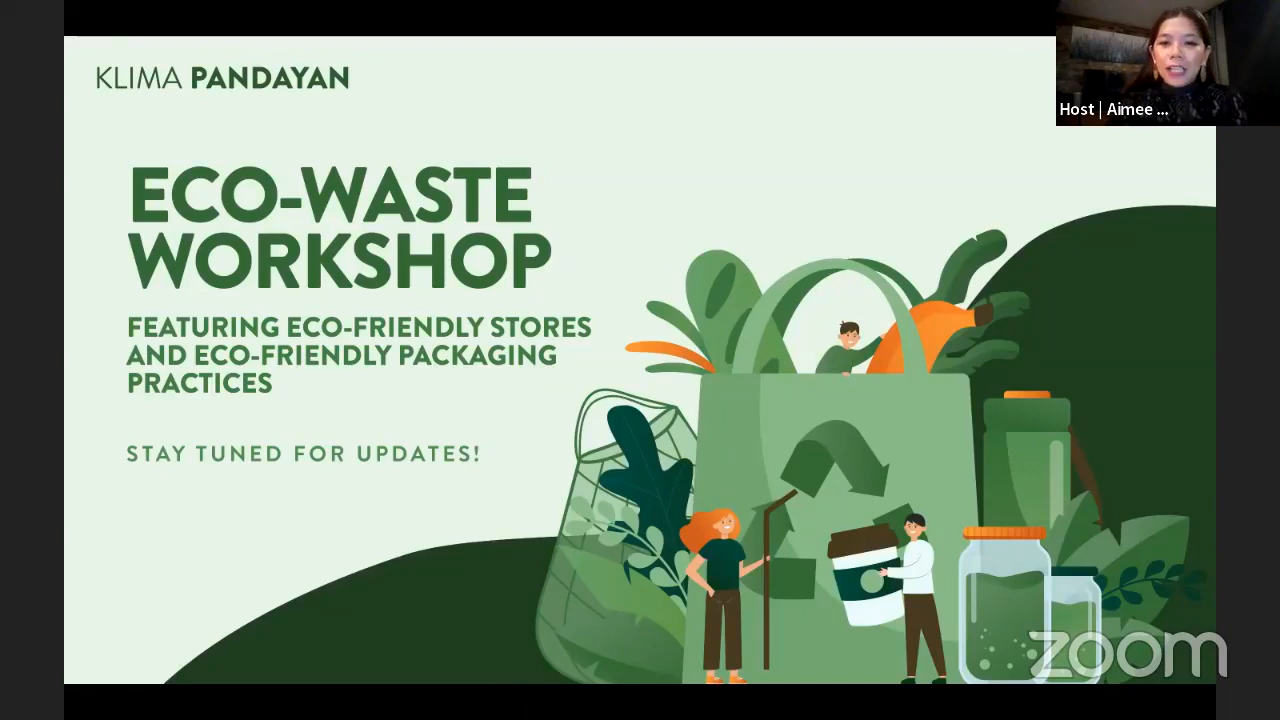 KLIMA PANDAYAN
Host | Aimee ...
ECO-WASTE
WORKSHOP
FEATURING ECO-FRIENDLY STORES
AND ECO-FRIENDLY PACKAGING
PRACTICES
STAY TUNED FOR UPDATES!
zoom